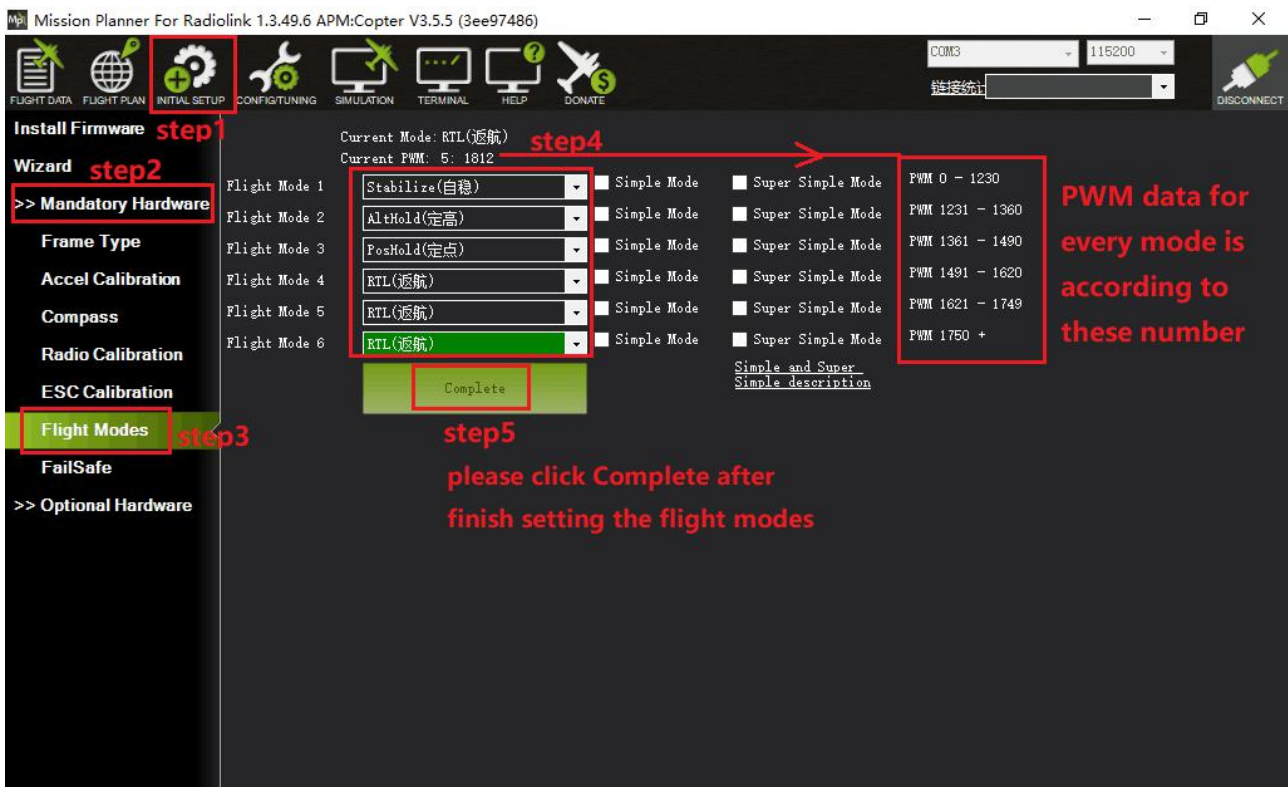 Mission Planner For Radiolink 1.3.49.6 APM:Copter V3.5.5 (3ee97486)
COM3 115200
链接统计
FLIGHT DATA FLIGHT PLAN INITIAL SETUP CONFIG/TUNING SIMULATION TERMINAL HELP DONATE DISCONNECT
Install Firmware step1
Wizard step2
>> Mandatory Hardware
Frame Type
Accel Calibration
Compass
Radio Calibration
ESC Calibration
Flight Modes step3
FailSafe
>> Optional Hardware
Current Mode: RTL(返航) step4
Current PWM: 5: 1812
Flight Mode 1 Stabilize(自稳) Simple Mode Super Simple Mode PWM 0 - 1230
Flight Mode 2 AltHold(定高) Simple Mode Super Simple Mode PWM 1231 - 1360
Flight Mode 3 PosHold(定点) Simple Mode Super Simple Mode PWM 1361 - 1490
Flight Mode 4 RTL(返航) Simple Mode Super Simple Mode PWM 1491 - 1620
Flight Mode 5 RTL(返航) Simple Mode Super Simple Mode PWM 1621 - 1749
Flight Mode 6 RTL(返航) Simple Mode Super Simple Mode PWM 1750 +
Simple and Super
Simple description
Complete
step5
please click Complete after
finish setting the flight modes
PWM data for
every mode is
according to
these number